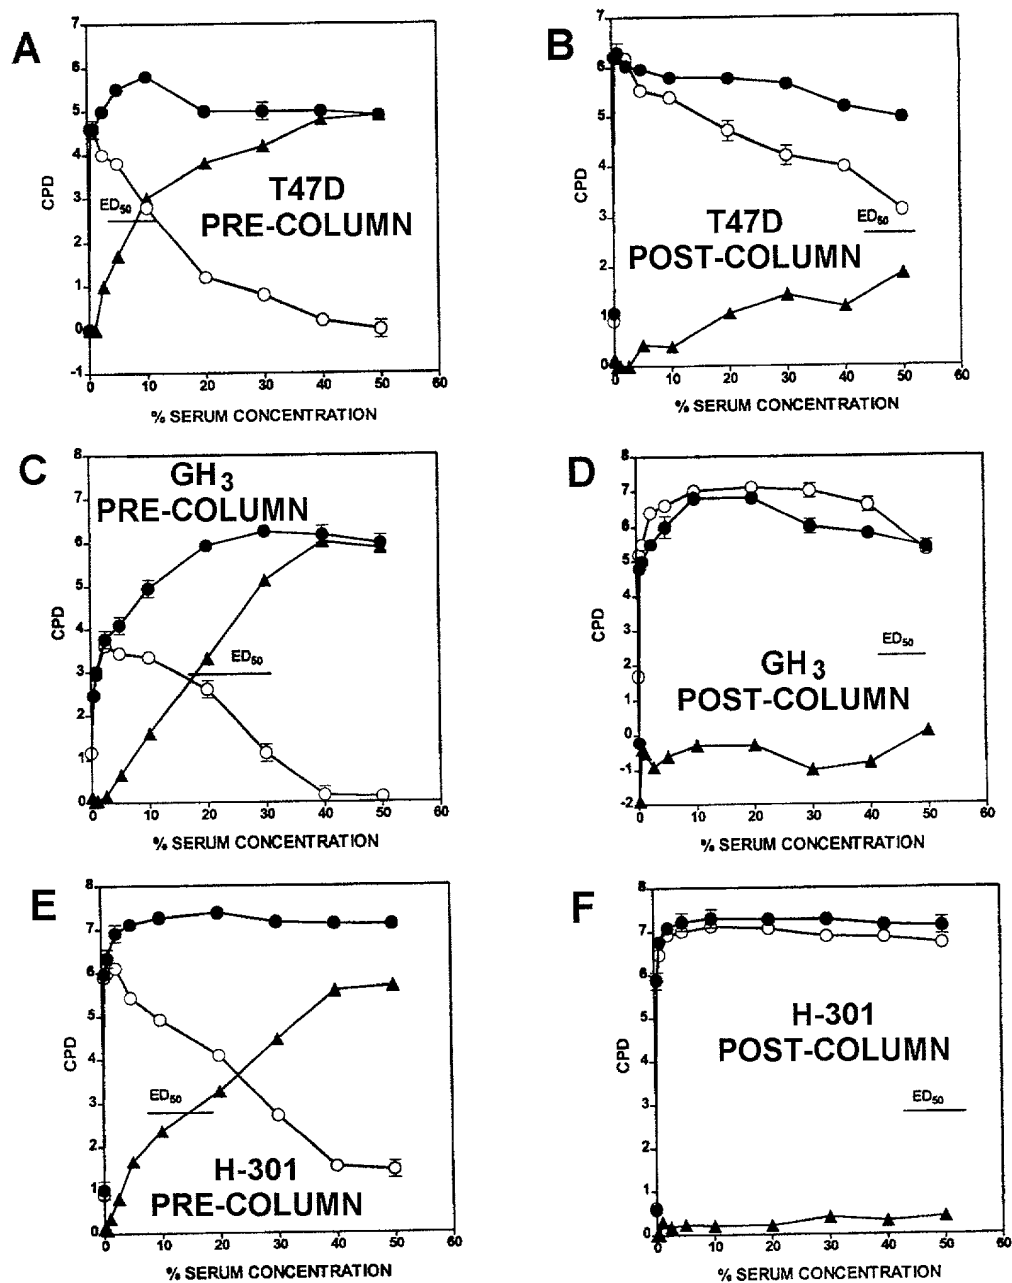 A
7
6
5
4
3
2
1
0
-1
CPD
ED50
T47D
PRE-COLUMN
0 10 20 30 40 50 60
% SERUM CONCENTRATION
B
7
6
5
4
3
2
1
0
CPD
T47D
POST-COLUMN
ED50
0 10 20 30 40 50 60
% SERUM CONCENTRATION
C
8
7
6
5
4
3
2
1
0
CPD
GH3
PRE-COLUMN
ED50
0 10 20 30 40 50 60
% SERUM CONCENTRATION
D
8
7
6
5
4
3
2
1
0
-1
-2
CPD
ED50
GH3
POST-COLUMN
0 10 20 30 40 50 60
% SERUM CONCENTRATION
E
8
7
6
5
4
3
2
1
0
CPD
ED50
H-301
PRE-COLUMN
0 10 20 30 40 50 60
% SERUM CONCENTRATION
F
8
7
6
5
4
3
2
1
0
CPD
H-301
POST-COLUMN
ED50
0 10 20 30 40 50 60
% SERUM CONCENTRATION